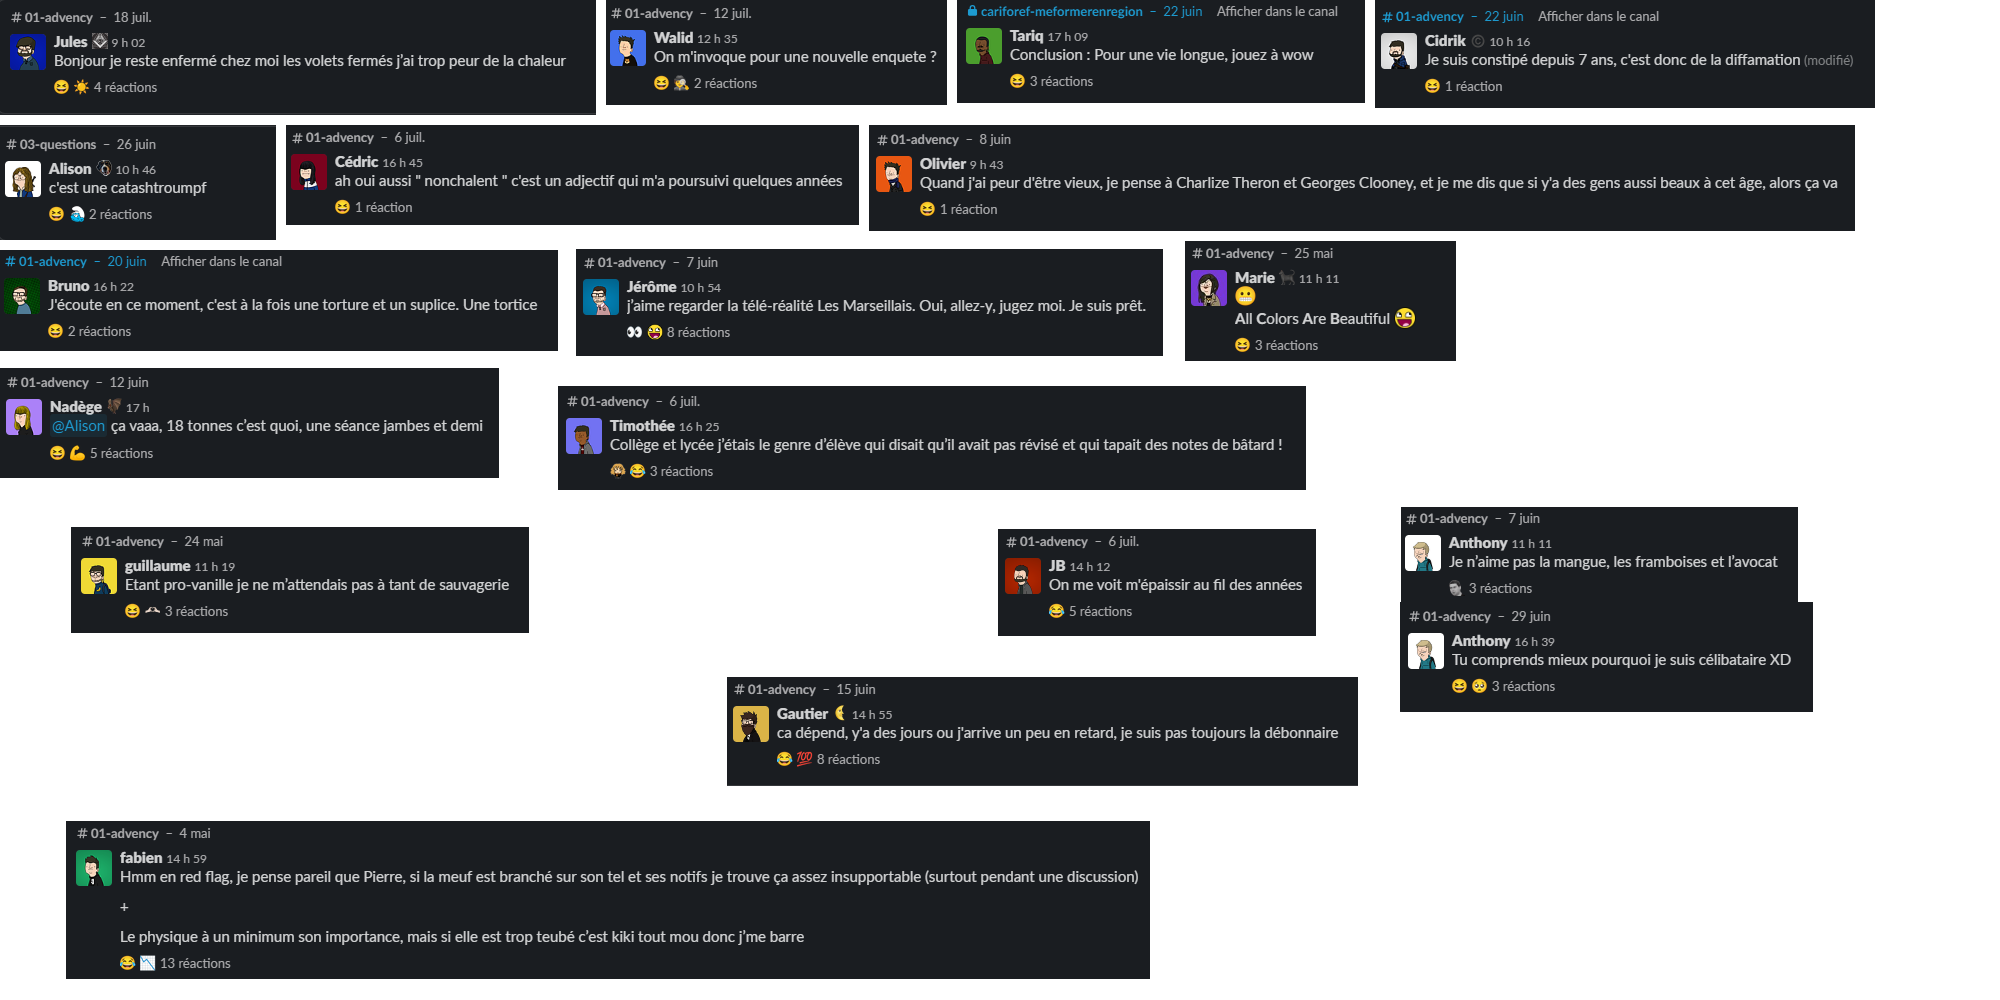 # 01-advency – 18 juil.
Jules 9 h 02
Bonjour je reste enfermé chez moi les volets fermés j'ai trop peur de la chaleur
4 réactions
# 01-advency – 12 juil.
Walid 12 h 35
On m'invoque pour une nouvelle enquete ?
2 réactions
cariforef-meformerenregion – 22 juin Afficher dans le canal
Tariq 17 h 09
Conclusion : Pour une vie longue, jouez à wow
3 réactions
# 01-advency – 22 juin Afficher dans le canal
Cidrik © 10 h 16
Je suis constipé depuis 7 ans, c'est donc de la diffamation (modifié)
1 réaction
# 03-questions – 26 juin
Alison 10 h 46
c'est une catashtroumpf
2 réactions
# 01-advency – 6 juil.
Cédric 16 h 45
ah oui aussi " nonchalent " c'est un adjectif qui m'a poursuivi quelques années
1 réaction
# 01-advency – 8 juin
Olivier 9 h 43
Quand j'ai peur d'être vieux, je pense à Charlize Theron et Georges Clooney, et je me dis que si y'a des gens aussi beaux à cet âge, alors ça va
1 réaction
# 01-advency – 20 juin Afficher dans le canal
Bruno 16 h 22
J'écoute en ce moment, c'est à la fois une torture et un suplice. Une tortice
2 réactions
# 01-advency – 7 juin
Jérôme 10 h 54
j'aime regarder la télé-réalité Les Marseillais. Oui, allez-y, jugez moi. Je suis prêt.
8 réactions
# 01-advency – 25 mai
Marie 11 h 11
All Colors Are Beautiful
3 réactions
# 01-advency – 12 juin
Nadège 17 h
@Alison ça vaaa, 18 tonnes c'est quoi, une séance jambes et demi
5 réactions
# 01-advency – 6 juil.
Timothée 16 h 25
Collège et lycée j'étais le genre d'élève qui disait qu'il avait pas révisé et qui tapait des notes de bâtard !
3 réactions
# 01-advency – 24 mai
guillaume 11 h 19
Etant pro-vanille je ne m'attendais pas à tant de sauvagerie
3 réactions
# 01-advency – 6 juil.
JB 14 h 12
On me voit m'épaissir au fil des années
5 réactions
# 01-advency – 7 juin
Anthony 11 h 11
Je n'aime pas la mangue, les framboises et l'avocat
3 réactions
# 01-advency – 29 juin
Anthony 16 h 39
Tu comprends mieux pourquoi je suis célibataire XD
3 réactions
# 01-advency – 15 juin
Gautier 14 h 55
ca dépend, y'a des jours ou j'arrive un peu en retard, je suis pas toujours la débonnaire
100 8 réactions
# 01-advency – 4 mai
fabien 14 h 59
Hmm en red flag, je pense pareil que Pierre, si la meuf est branché sur son tel et ses notifs je trouve ça assez insupportable (surtout pendant une discussion)
+
Le physique à un minimum son importance, mais si elle est trop teubé c'est kiki tout mou donc j'me barre
13 réactions